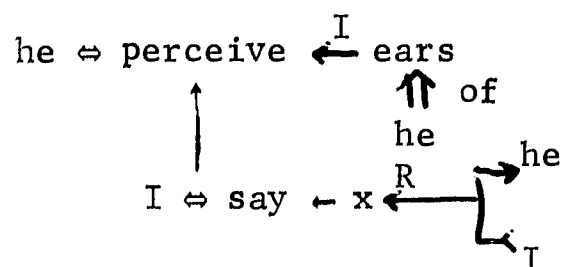 I
he ⇔ perceive ← ears
⇑ of
he
he
I ⇔ say ← x ← R
I